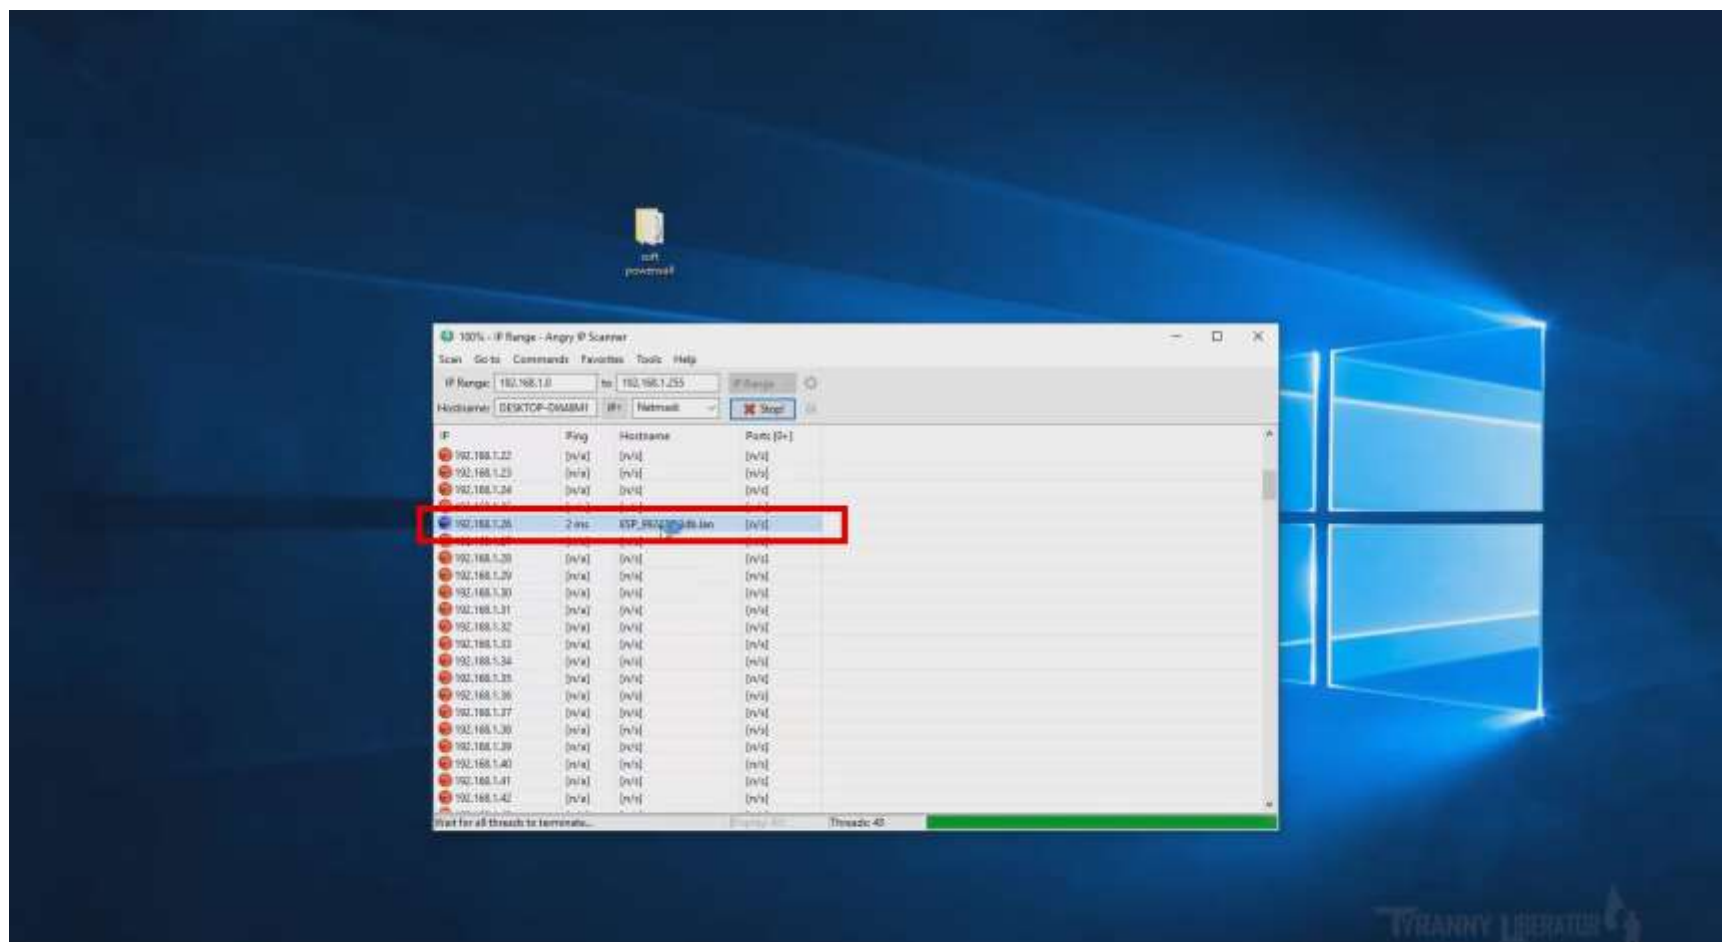 soft
powerwall
100% - IP Range - Angry IP Scanner
Scan Go to Commands Favorites Tools Help
IP Range: 192.168.1.0 to 192.168.1.255 IP Range
Hostname: IP↑ Netmask Stop!
IP Ping Hostname Ports [0+]
192.168.1.22 [n/a] [n/s] [n/s]
192.168.1.23 [n/a] [n/s] [n/s]
192.168.1.24 [n/a] [n/s] [n/s]
192.168.1.26 2 ms [n/s]
192.168.1.28 [n/a] [n/s] [n/s]
192.168.1.29 [n/a] [n/s] [n/s]
192.168.1.30 [n/a] [n/s] [n/s]
192.168.1.31 [n/a] [n/s] [n/s]
192.168.1.32 [n/a] [n/s] [n/s]
192.168.1.33 [n/a] [n/s] [n/s]
192.168.1.34 [n/a] [n/s] [n/s]
192.168.1.35 [n/a] [n/s] [n/s]
192.168.1.36 [n/a] [n/s] [n/s]
192.168.1.37 [n/a] [n/s] [n/s]
192.168.1.38 [n/a] [n/s] [n/s]
192.168.1.39 [n/a] [n/s] [n/s]
192.168.1.40 [n/a] [n/s] [n/s]
192.168.1.41 [n/a] [n/s] [n/s]
192.168.1.42 [n/a] [n/s] [n/s]
Wait for all threads to terminate... Display: All Threads: 48
TYRANNY LIBERATOR